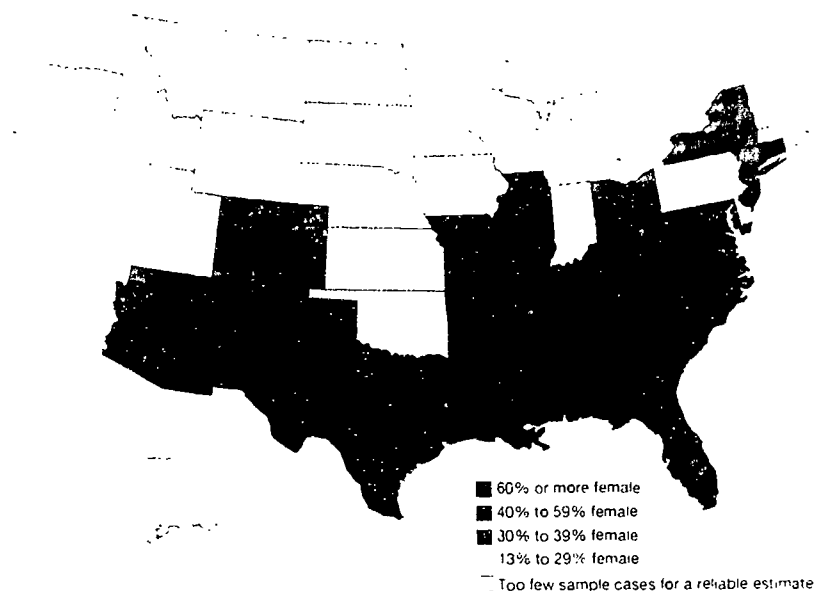 60% or more female
40% to 59% female
30% to 39% female
13% to 29% female
Too few sample cases for a reliable estimate